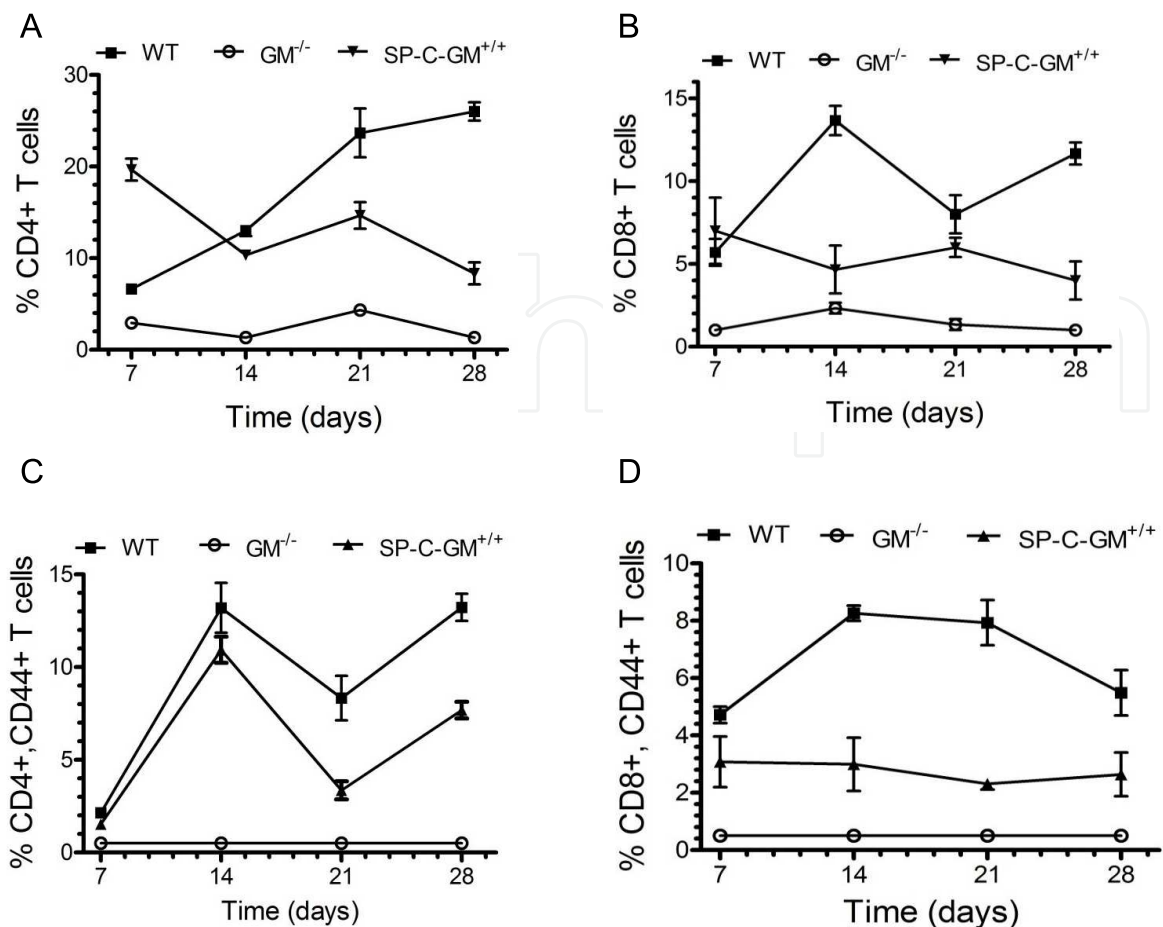 A
WT GM-/- SP-C-GM+/+
% CD4+ T cells
30
20
10
0
7 14 21 28
Time (days)
B
WT GM-/- SP-C-GM+/+
% CD8+ T cells
15
10
5
0
7 14 21 28
Time (days)
C
WT GM-/- SP-C-GM+/+
% CD4+,CD44+ T cells
15
10
5
0
7 14 21 28
Time (days)
D
WT GM-/- SP-C-GM+/+
% CD8+, CD44+ T cells
10
8
6
4
2
0
7 14 21 28
Time (days)